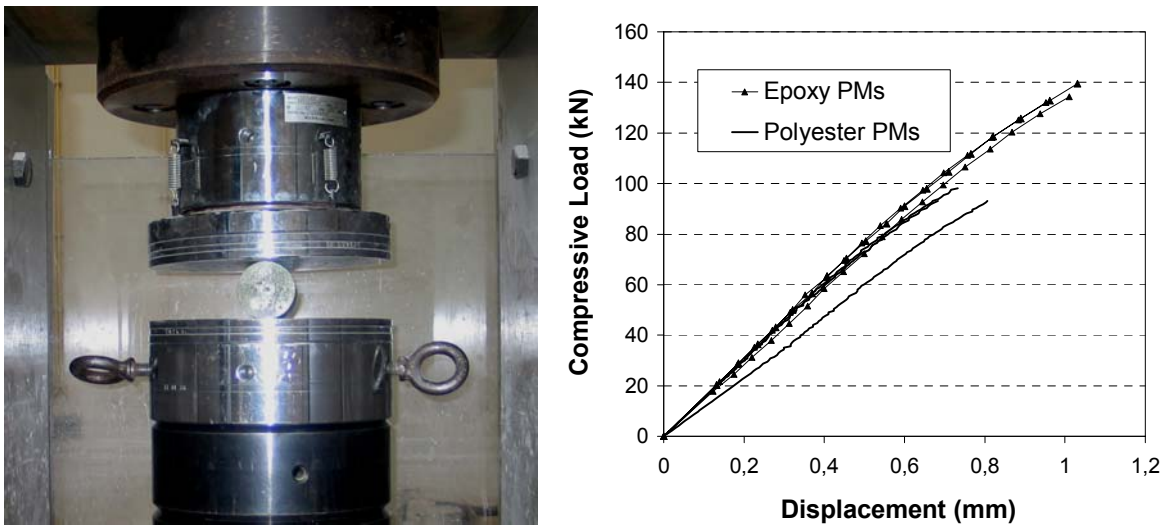 160
140
120
100
80
60
40
20
0
Compressive Load (kN)
Epoxy PMs
Polyester PMs
0 0,2 0,4 0,6 0,8 1 1,2
Displacement (mm)